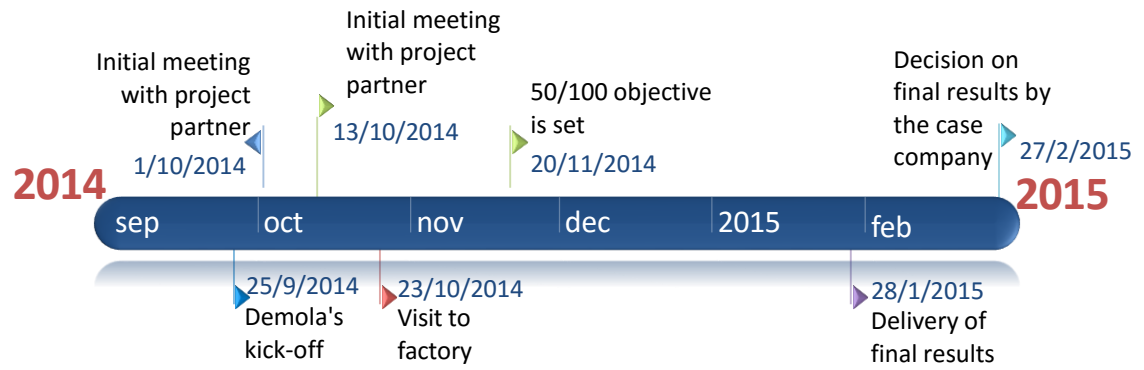 Initial meeting
with project
partner
1/10/2014
Initial meeting
with project
partner
13/10/2014
50/100 objective
is set
20/11/2014
Decision on
final results by
the case
company
27/2/2015
2014
2015
sep
oct
nov
dec
2015
feb
25/9/2014
Demola's
kick-off
23/10/2014
Visit to
factory
28/1/2015
Delivery of
final results